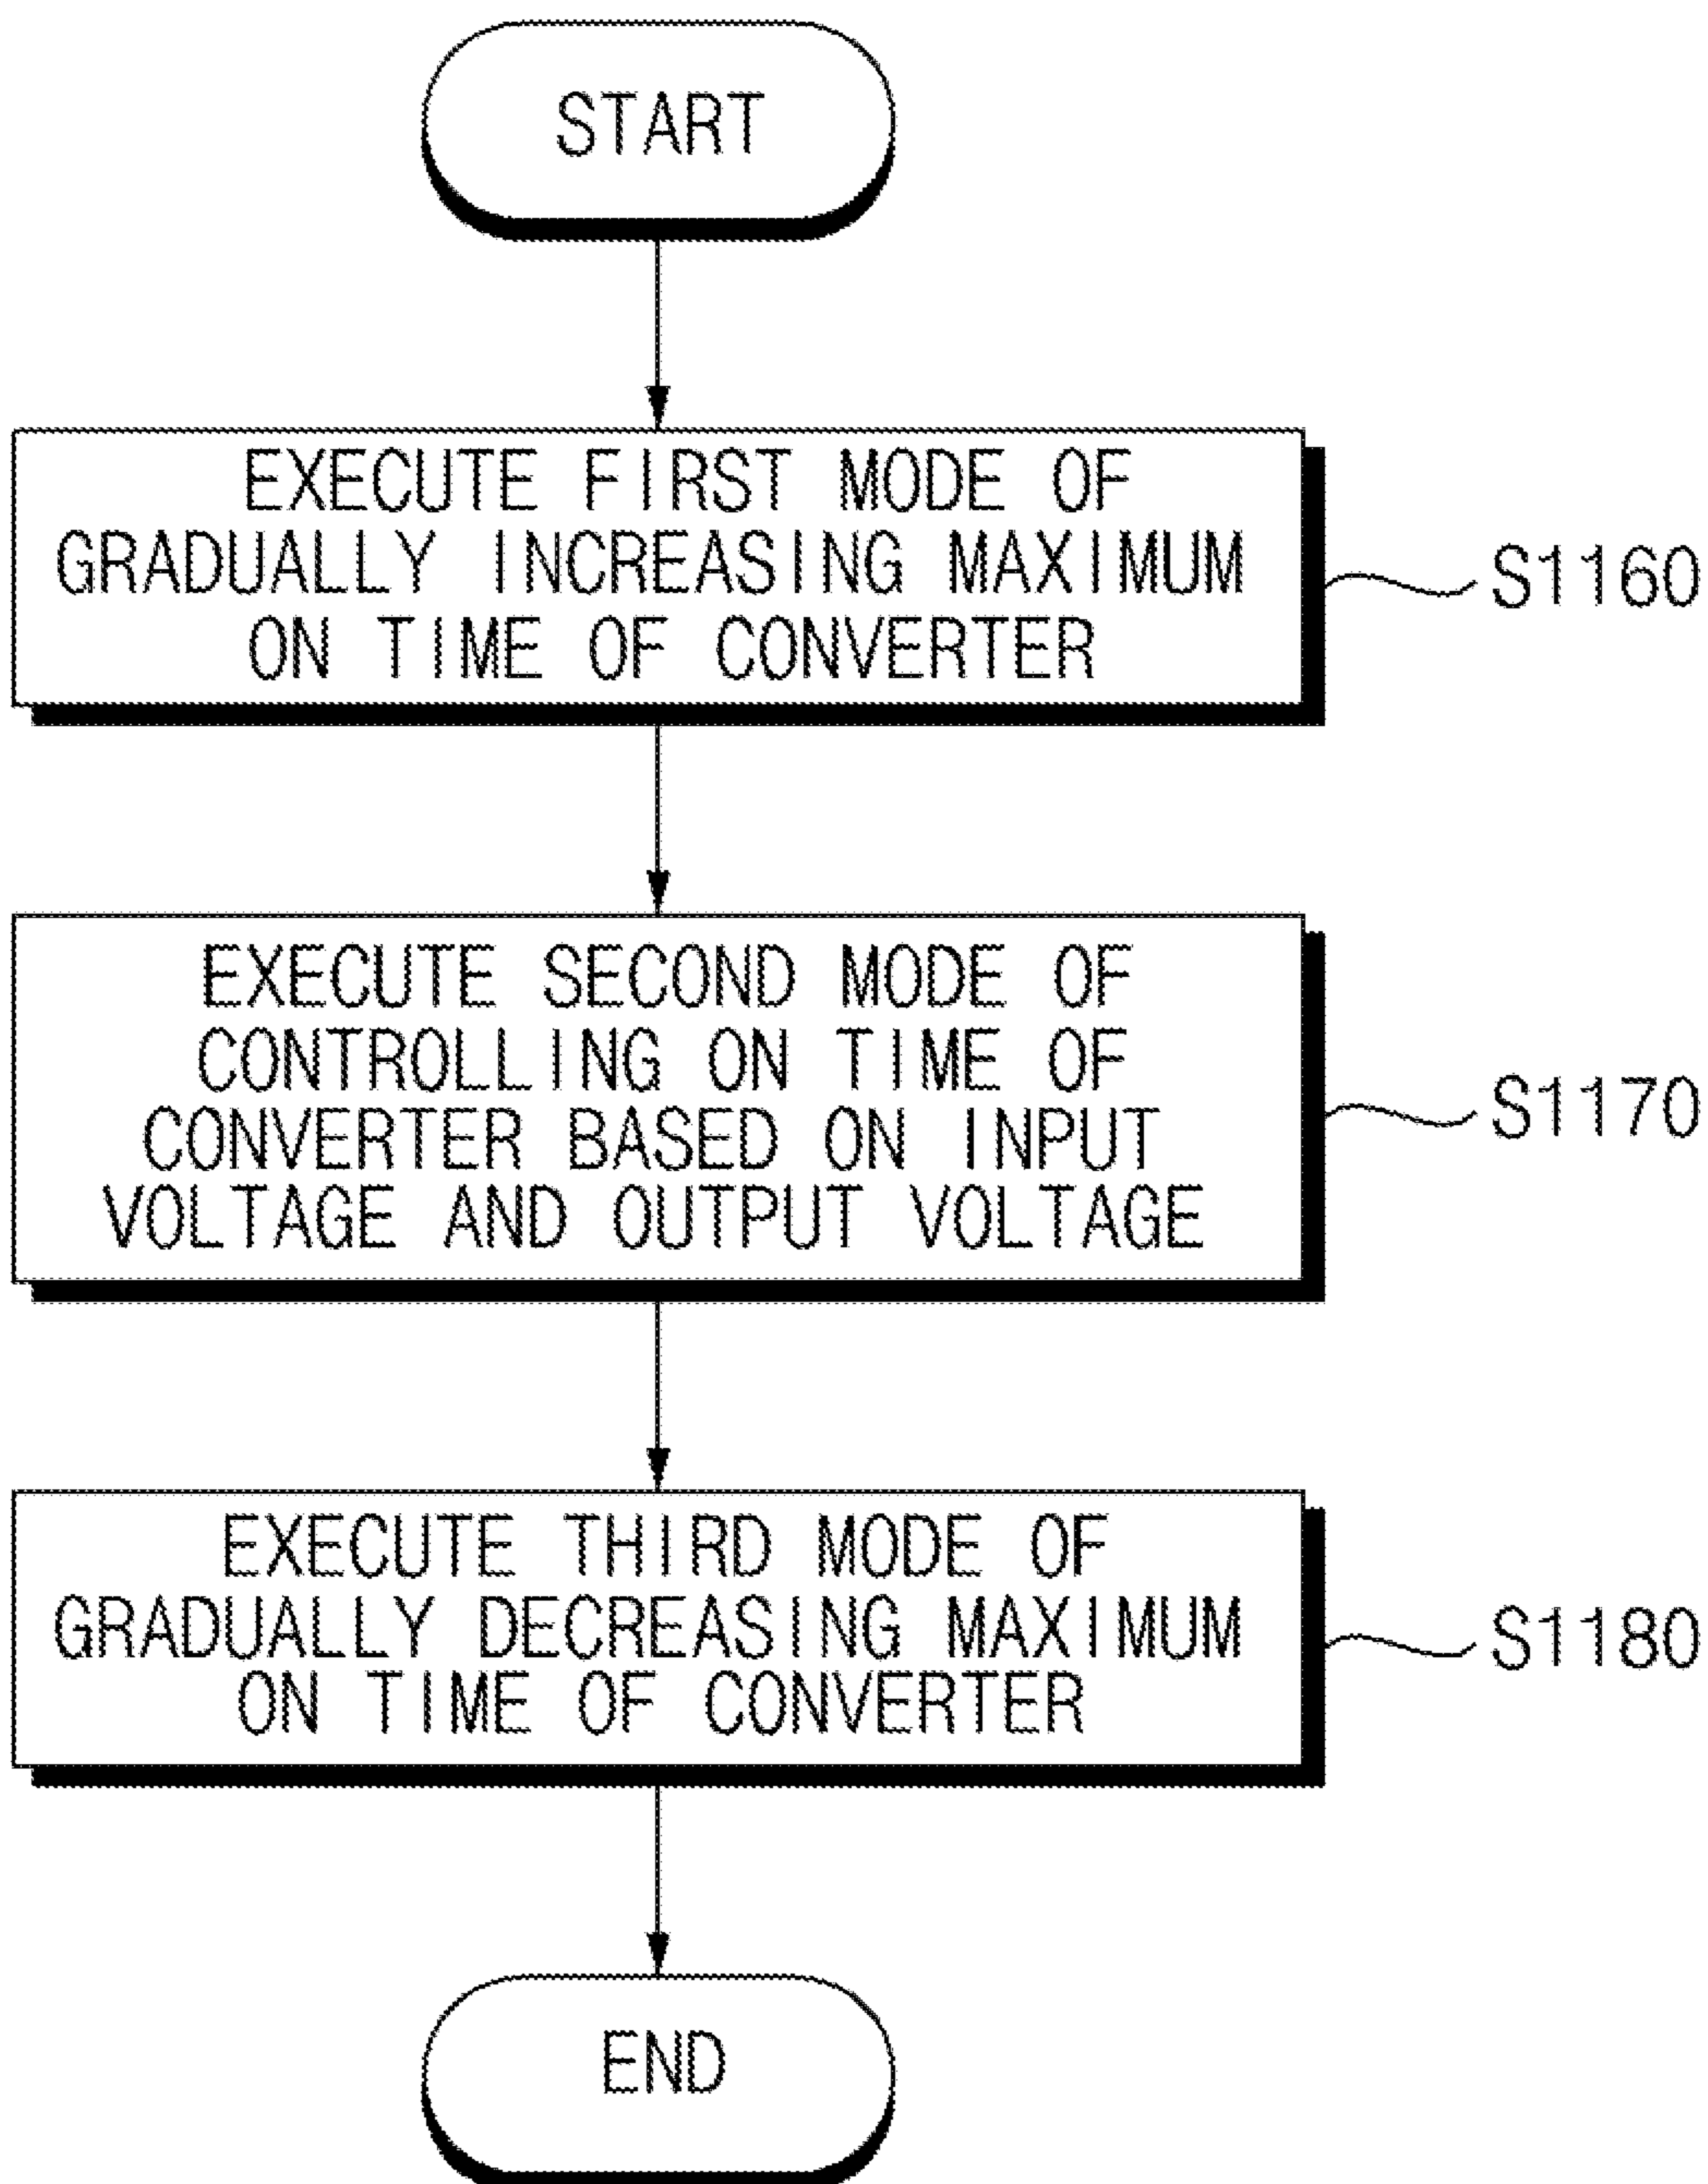 START
EXECUTE FIRST MODE OF
GRADUALLY INCREASING MAXIMUM
ON TIME OF CONVERTER
S1160
EXECUTE SECOND MODE OF
CONTROLLING ON TIME OF
CONVERTER BASED ON INPUT
VOLTAGE AND OUTPUT VOLTAGE
S1170
EXECUTE THIRD MODE OF
GRADUALLY DECREASING MAXIMUM
ON TIME OF CONVERTER
S1180
END